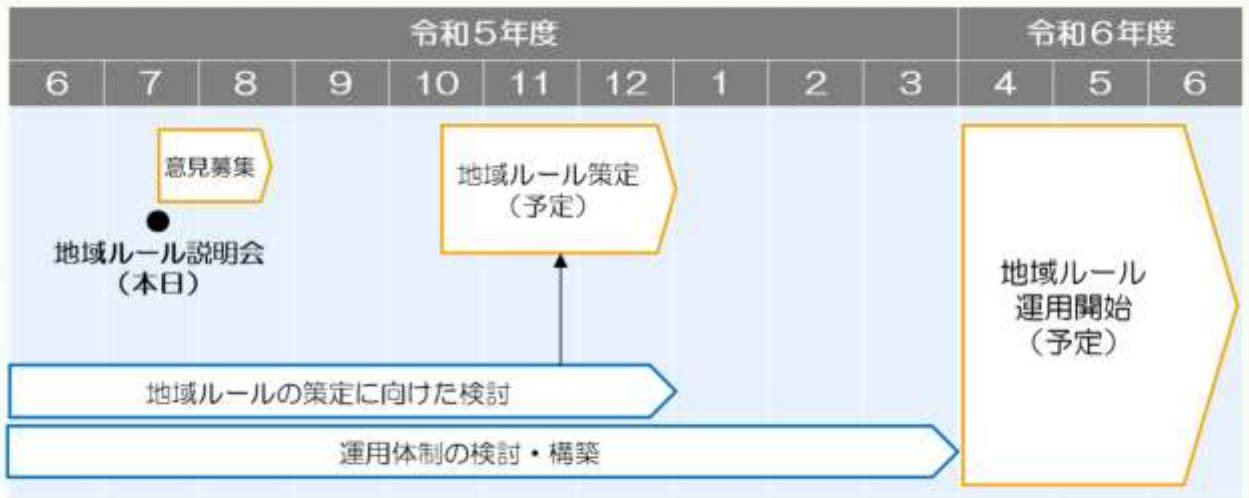 令和５年度
令和６年度
6 7 8 9 10 11 12 1 2 3 4 5 6
意見募集
地域ルール説明会
（本日）
地域ルール策定
（予定）
地域ルール
運用開始
（予定）
地域ルールの策定に向けた検討
運用体制の検討・構築